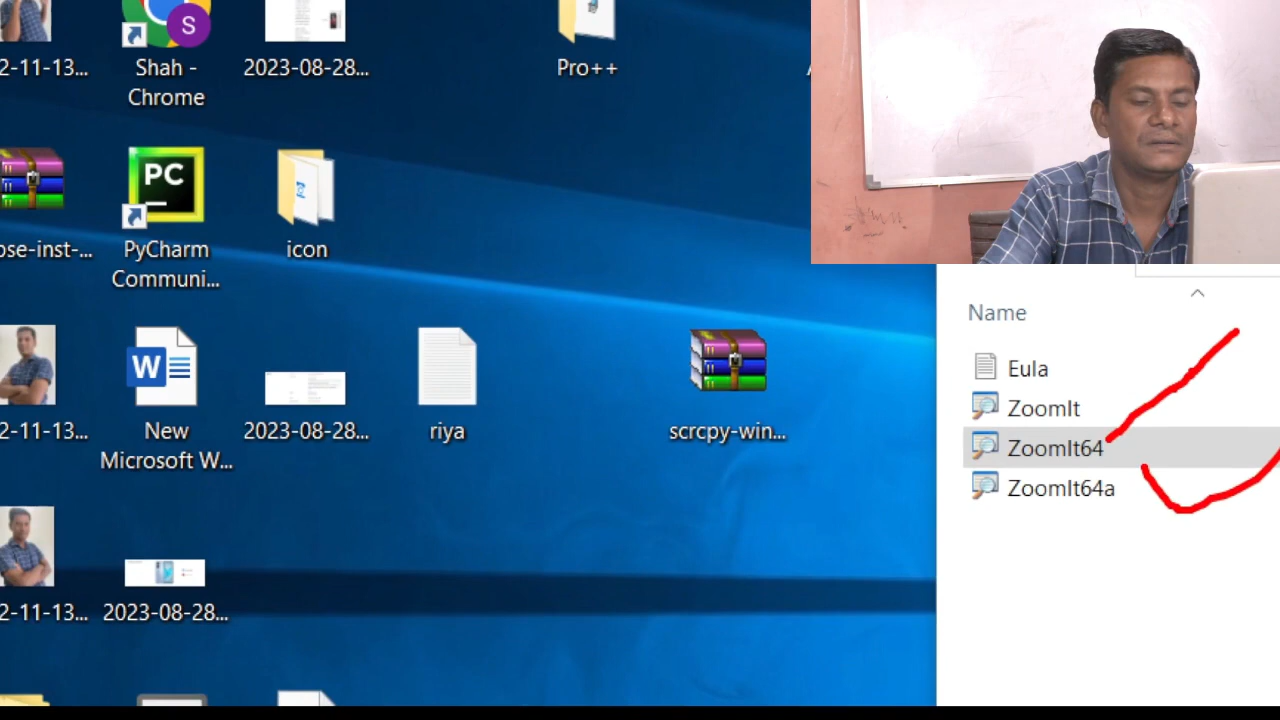 2-11-13...
Shah -
Chrome
S
2023-08-28...
Pro++
PC
ose-inst-...
PyCharm
Communi...
icon
Name
Eula
ZoomIt
ZoomIt64
ZoomIt64a
2-11-13...
W
New
Microsoft W...
2023-08-28...
riya
scrcpy-win...
2-11-13...
2023-08-28...